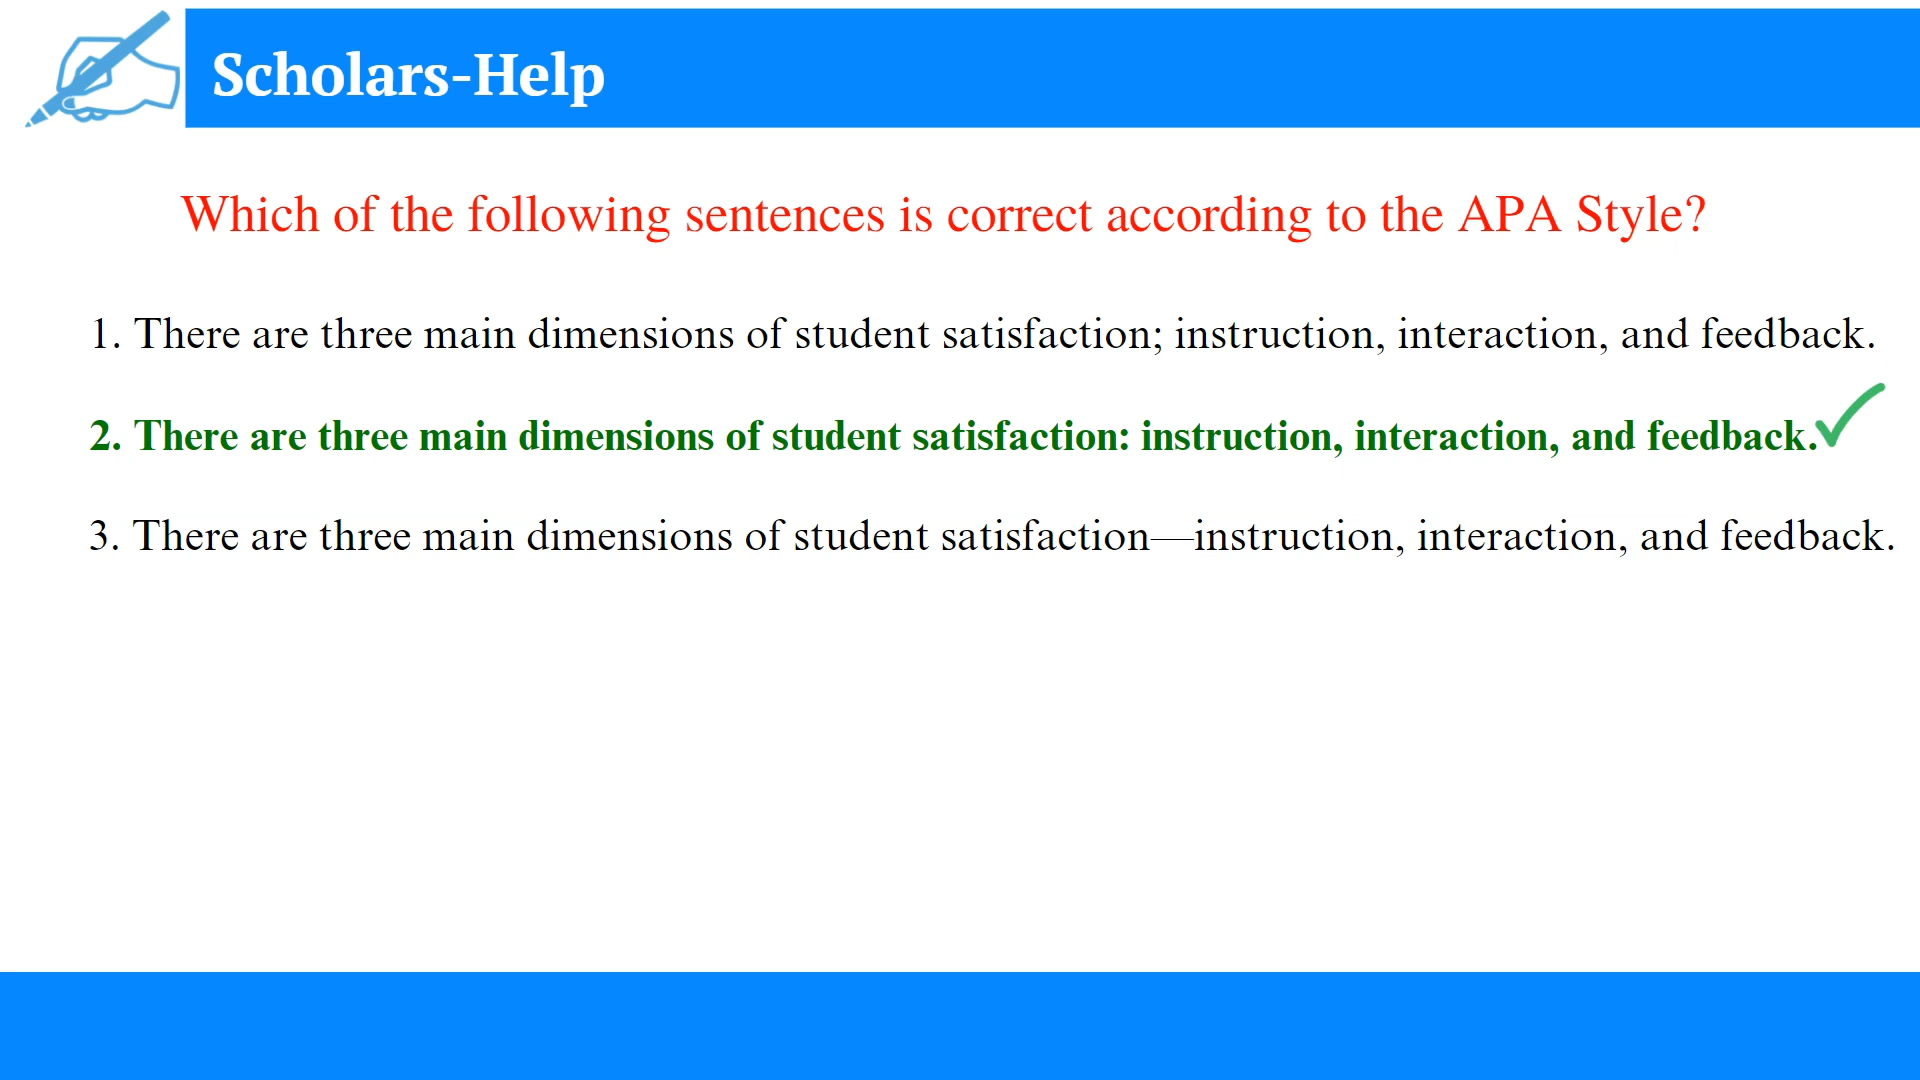 Scholars-Help
Which of the following sentences is correct according to the APA Style?
1. There are three main dimensions of student satisfaction; instruction, interaction, and feedback.
2. There are three main dimensions of student satisfaction: instruction, interaction, and feedback.
3. There are three main dimensions of student satisfaction—instruction, interaction, and feedback.